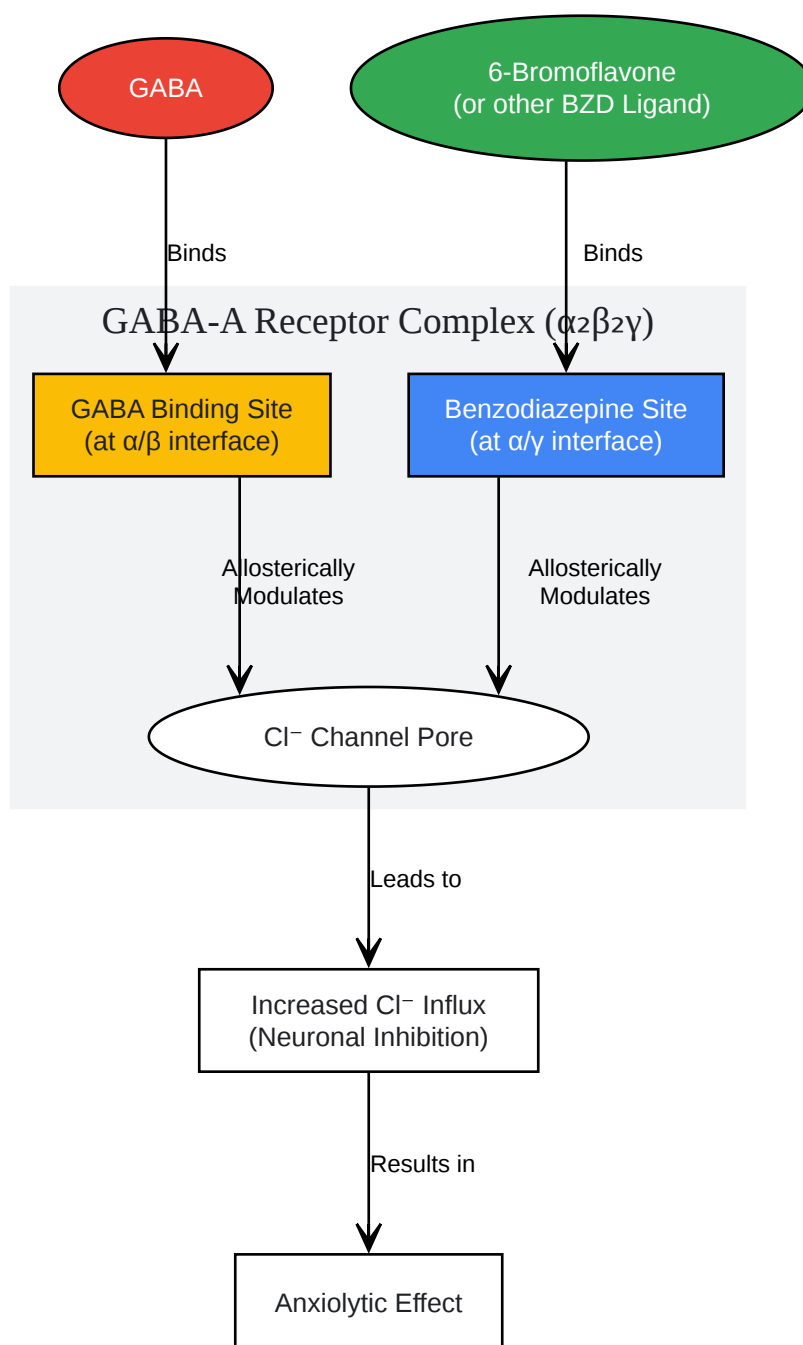 GABA
6-Bromoflavone
(or other BZD Ligand)
Binds
Binds
GABA-A Receptor Complex (α₂β₂γ)
GABA Binding Site
(at α/β interface)
Benzodiazepine Site
(at α/γ interface)
Allosterically
Modulates
Allosterically
Modulates
Cl⁻ Channel Pore
Leads to
Increased Cl⁻ Influx
(Neuronal Inhibition)
Results in
Anxiolytic Effect